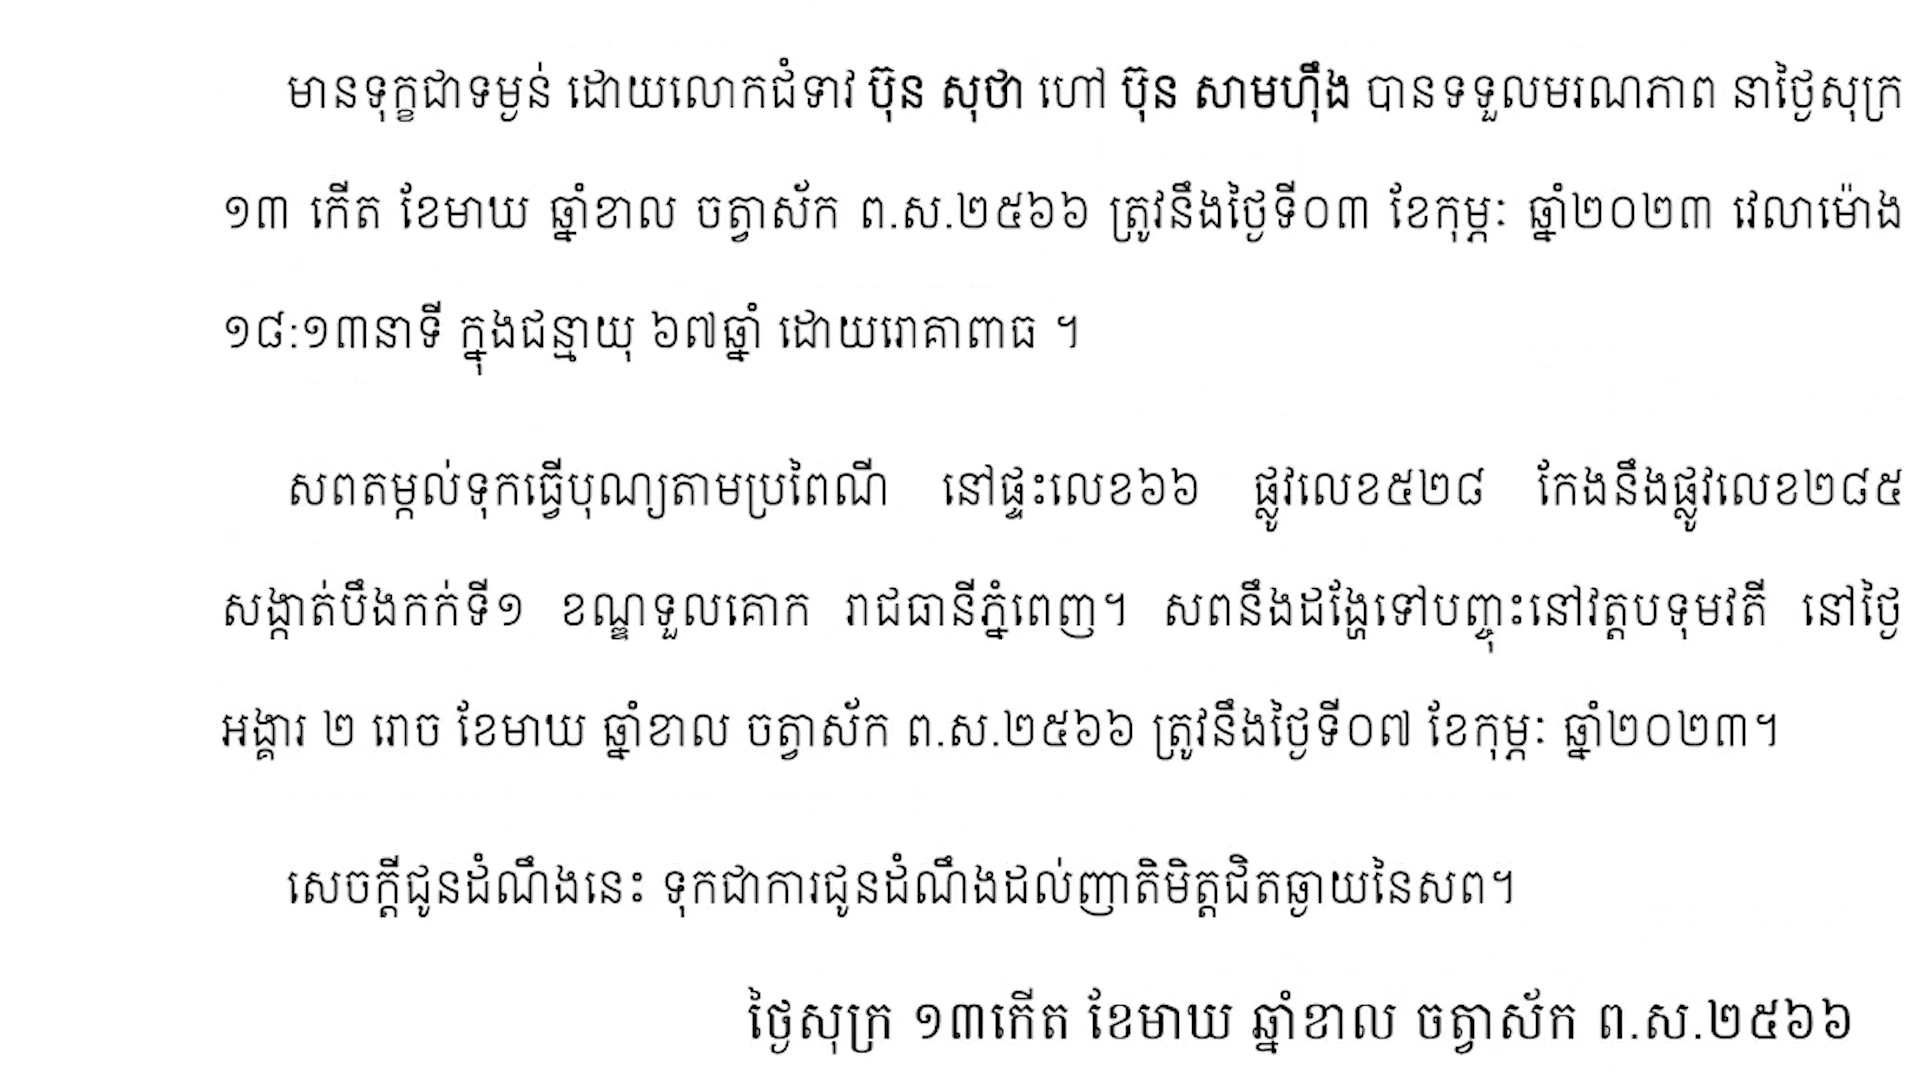 មានទុក្ខជាទម្ងន់ ដោយលោកជំទាវ ប៊ុន សុថា ហៅ ប៊ុន សាមហ៊ឹង បានទទួលមរណភាព នាថ្ងៃសុក្រ
១៣ កើត ខែមាឃ ឆ្នាំខាល ចត្វាស័ក ព.ស.២៥៦៦ ត្រូវនឹងថ្ងៃទី០៣ ខែកុម្ភៈ ឆ្នាំ២០២៣ វេលាម៉ោង
១៨:១៣នាទី ក្នុងជន្មាយុ ៦៧ឆ្នាំ ដោយរោគាពាធ ។
សពតម្កល់ទុកធ្វើបុណ្យតាមប្រពៃណី នៅផ្ទះលេខ៦៦ ផ្លូវលេខ៥២៨ កែងនឹងផ្លូវលេខ២៨៥
សង្កាត់បឹងកក់ទី១ ខណ្ឌទួលគោក រាជធានីភ្នំពេញ។ សពនឹងដង្ហែទៅបញ្ចុះនៅវត្តបទុមវតី នៅថ្ងៃ
អង្គារ ២ រោច ខែមាឃ ឆ្នាំខាល ចត្វាស័ក ព.ស.២៥៦៦ ត្រូវនឹងថ្ងៃទី០៧ ខែកុម្ភៈ ឆ្នាំ២០២៣។
សេចក្តីជូនដំណឹងនេះ ទុកជាការជូនដំណឹងដល់ញាតិមិត្តជិតឆ្ងាយនៃសព។
ថ្ងៃសុក្រ ១៣កើត ខែមាឃ ឆ្នាំខាល ចត្វាស័ក ព.ស.២៥៦៦